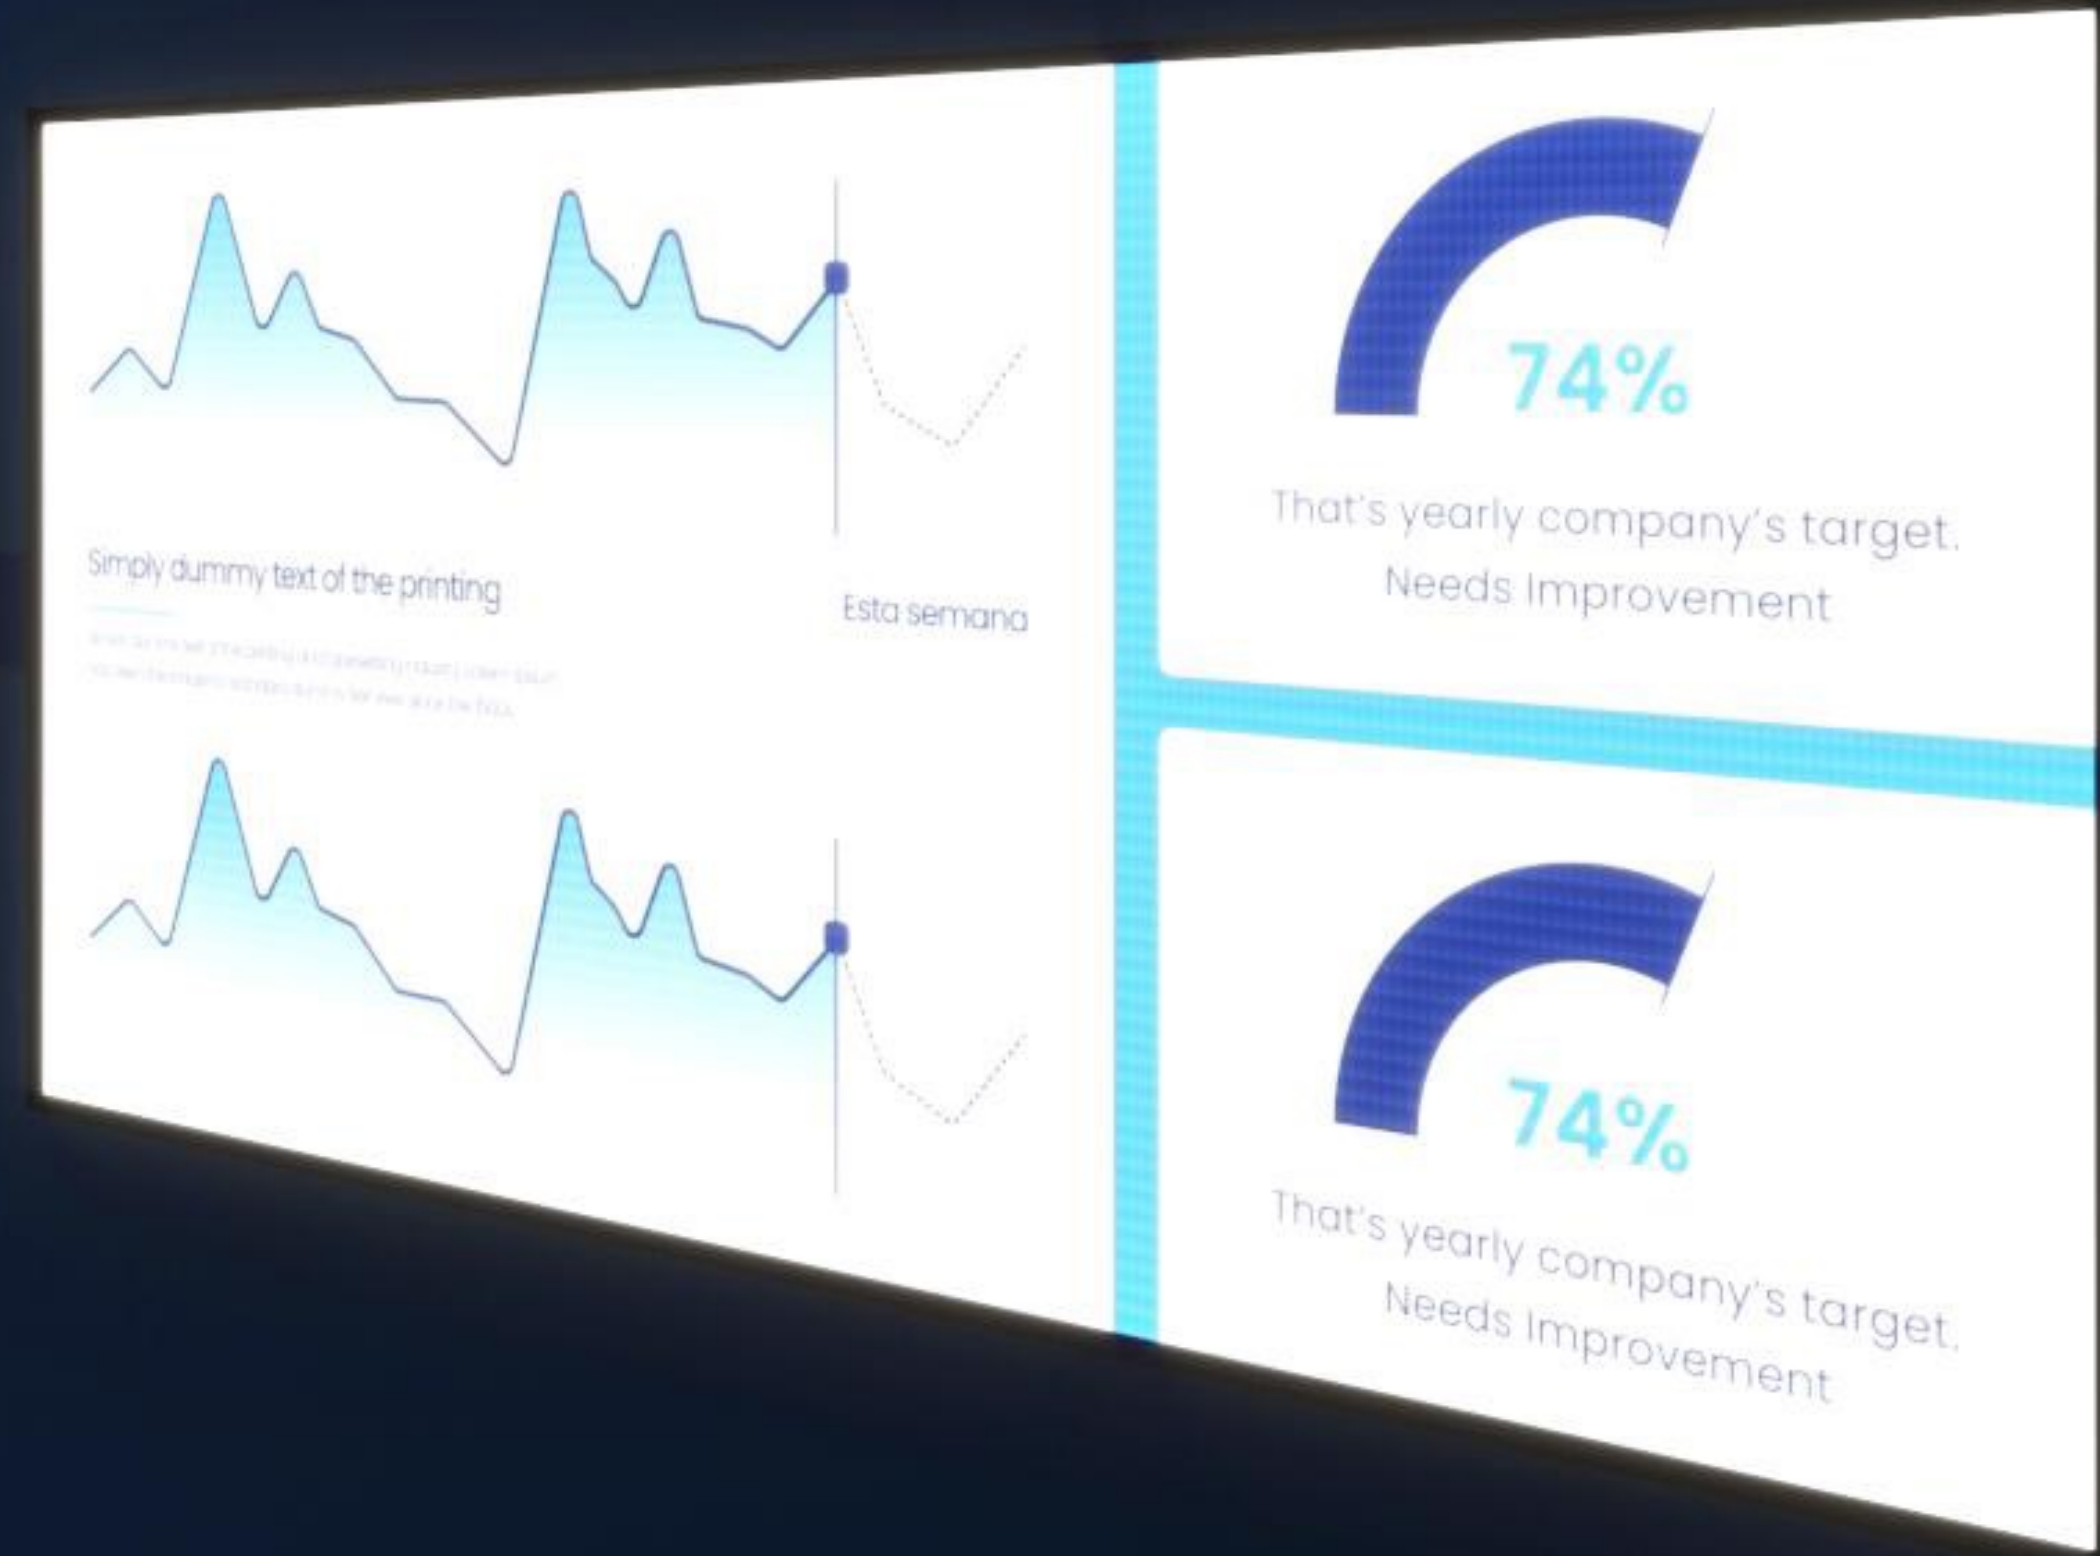 Simply dummy text of the printing
Esta semana
74%
That's yearly company's target.
Needs Improvement
74%
That's yearly company's target.
Needs Improvement